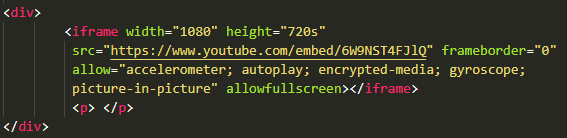 <div>
<iframe width="1080" height="720s"
src="https://www.youtube.com/embed/6W9NST4FJlQ" frameborder="0"
allow="accelerometer; autoplay; encrypted-media; gyroscope;
picture-in-picture" allowfullscreen></iframe>
<p> </p>
</div>